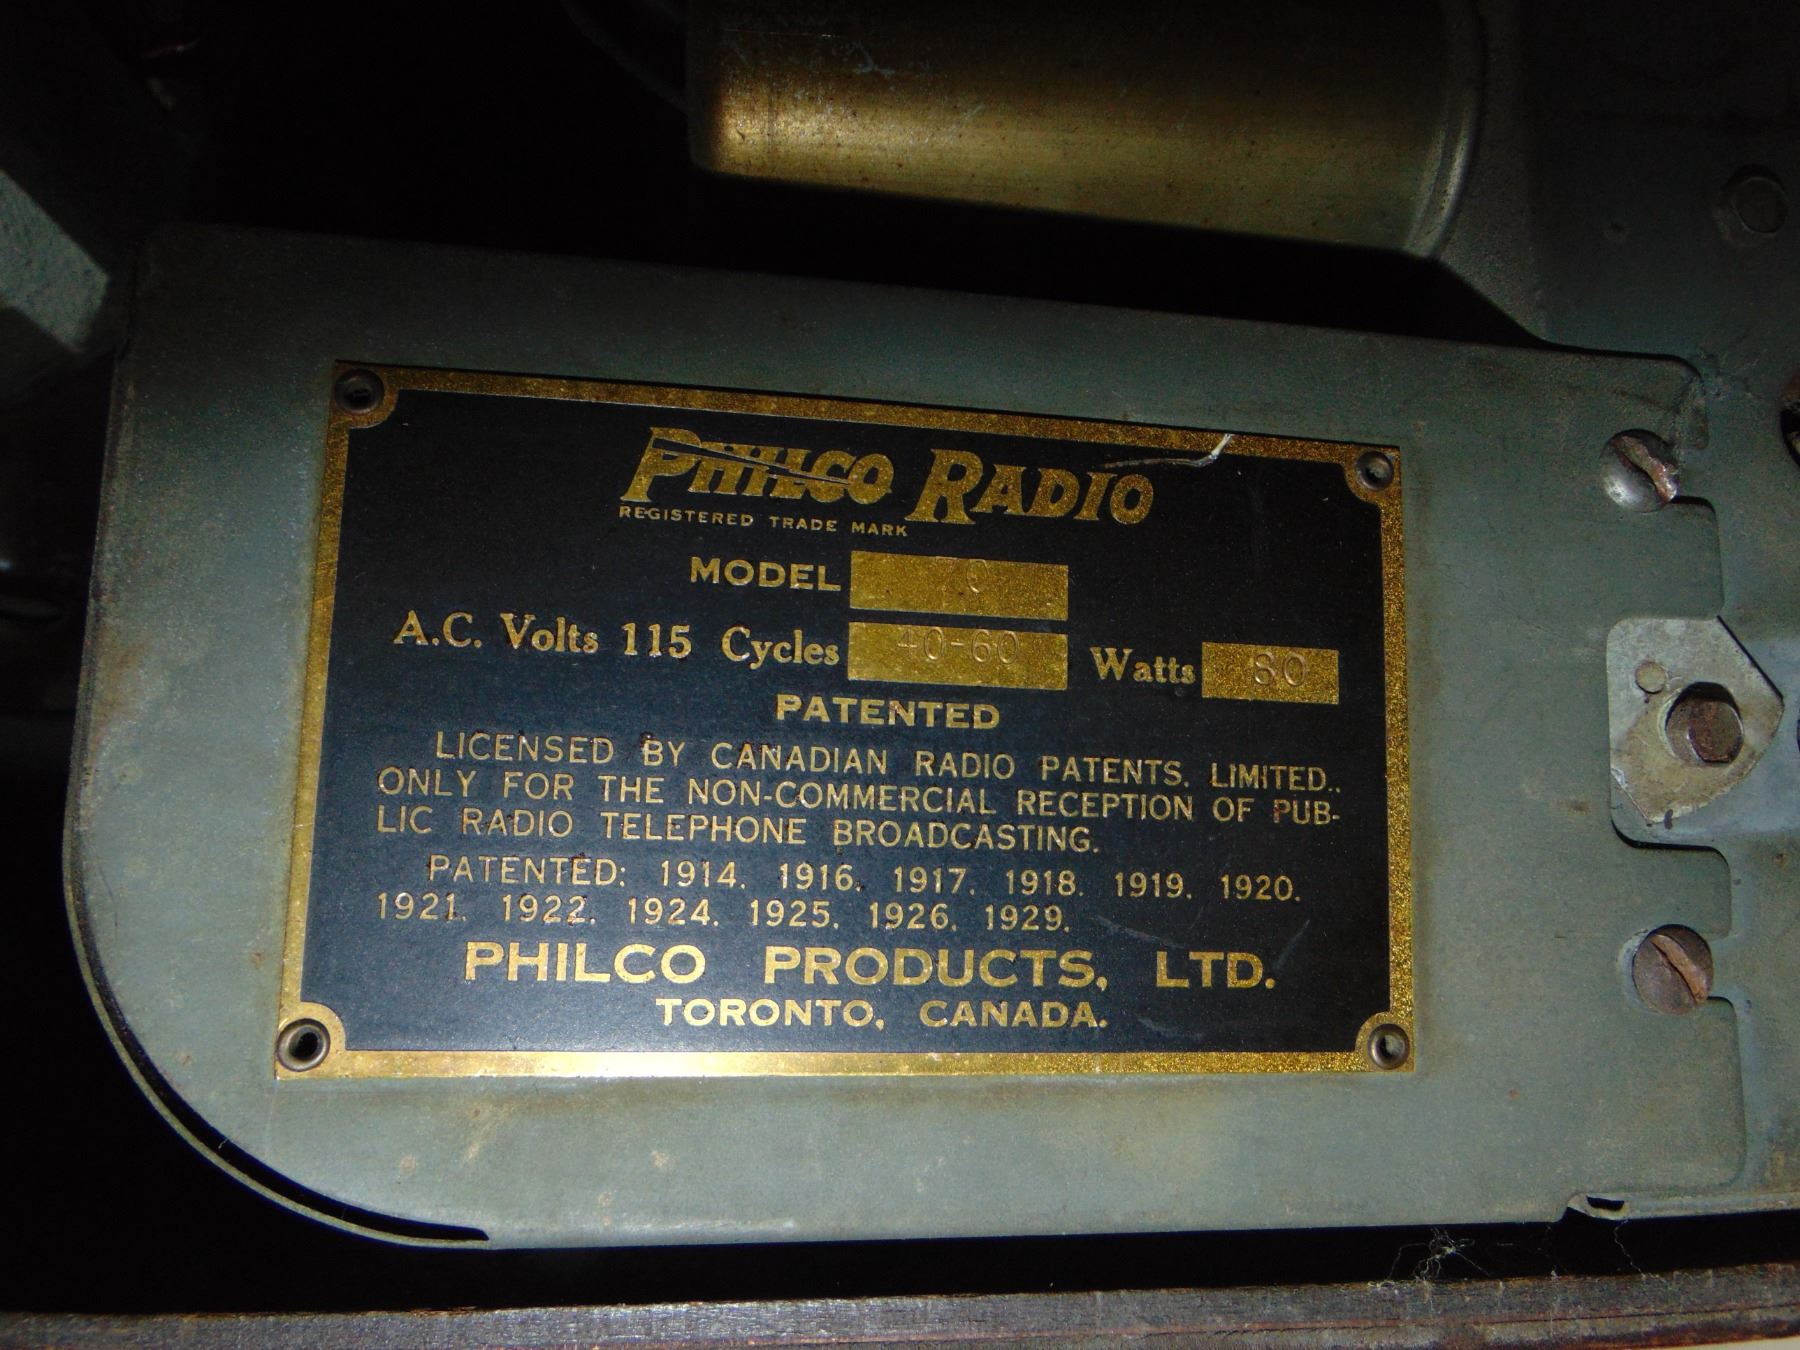 PHILCO RADIO
REGISTERED TRADE MARK
MODEL 70
A.C. Volts 115 Cycles 40-60 Watts 80
PATENTED
LICENSED BY CANADIAN RADIO PATENTS. LIMITED..
ONLY FOR THE NON-COMMERCIAL RECEPTION OF PUB-
LIC RADIO TELEPHONE BROADCASTING.
PATENTED: 1914. 1916. 1917. 1918. 1919. 1920.
1921. 1922. 1924. 1925. 1926. 1929.
PHILCO PRODUCTS, LTD.
TORONTO, CANADA.